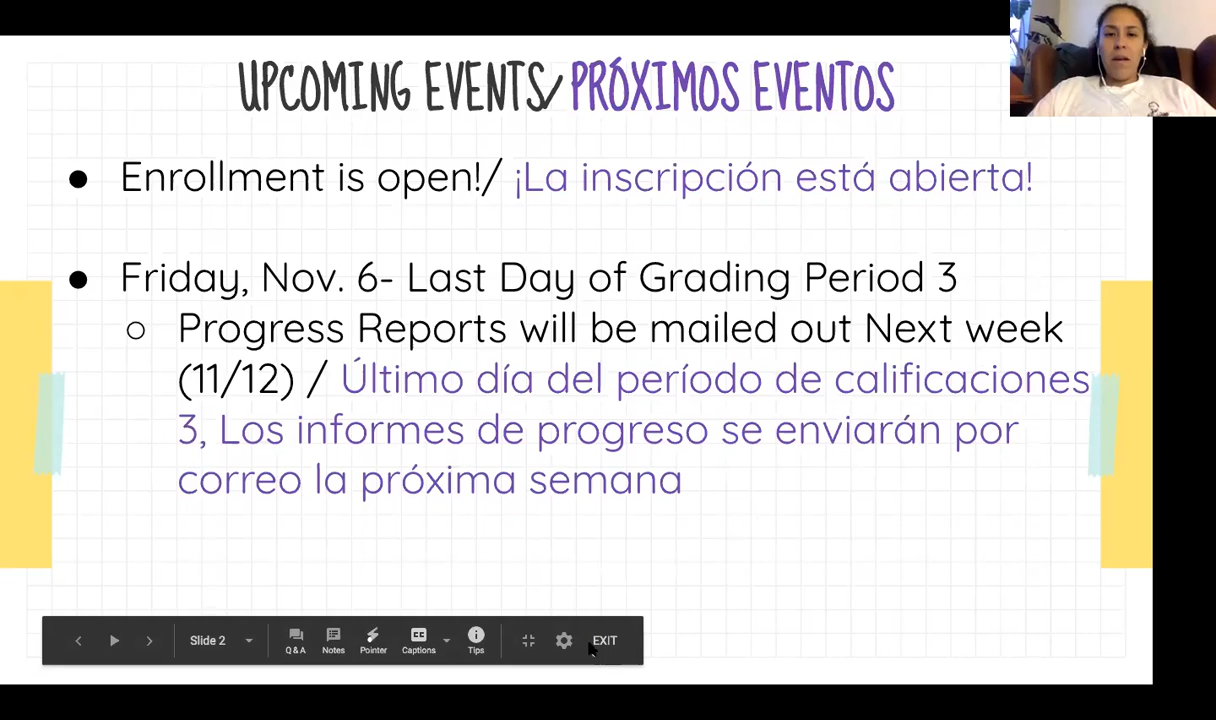 UPCOMING EVENTS/ PRÓXIMOS EVENTOS
● Enrollment is open!/ ¡La inscripción está abierta!
● Friday, Nov. 6- Last Day of Grading Period 3
○ Progress Reports will be mailed out Next week
(11/12) / Último día del período de calificaciones
3, Los informes de progreso se enviarán por
correo la próxima semana
Slide 2
Q & A
Notes
Pointer
CC
Captions
Tips
EXIT